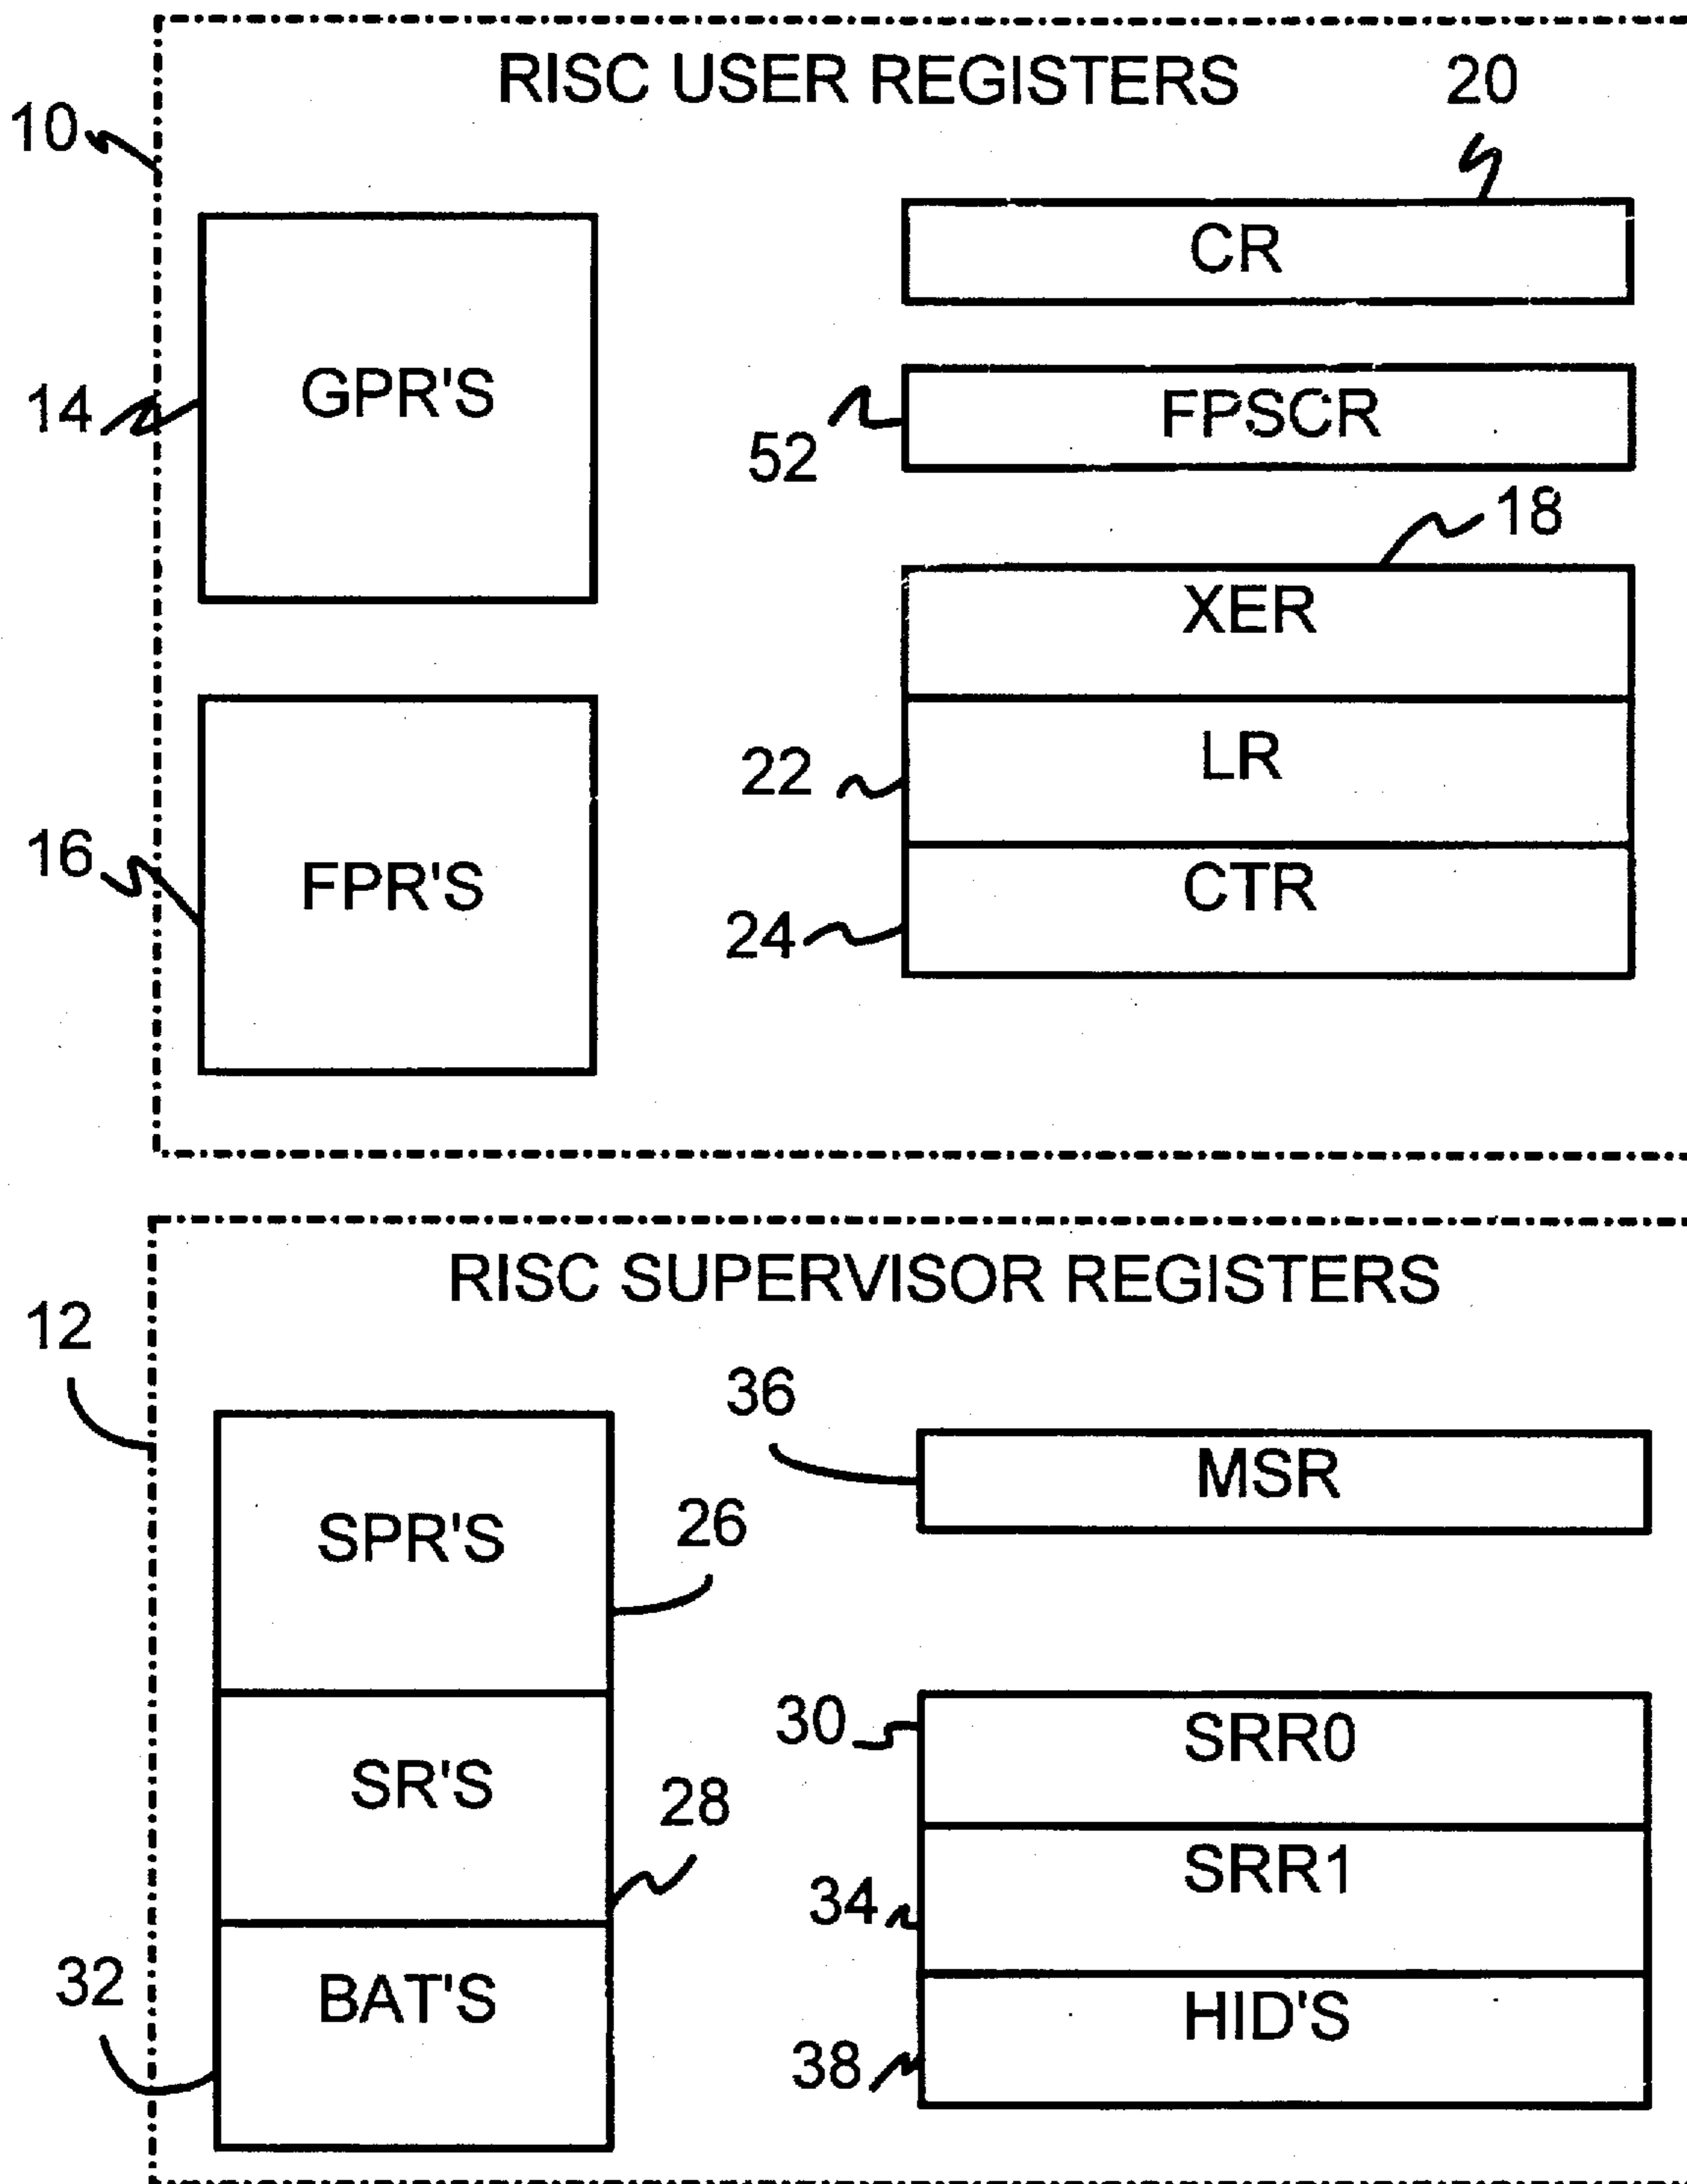 RISC USER REGISTERS
20
10
CR
GPR'S
14
FPSCR
52
18
XER
LR
22
16
FPR'S
CTR
24
RISC SUPERVISOR REGISTERS
12
36
MSR
SPR'S
26
30
SRR0
SR'S
28
SRR1
34
32
BAT'S
HID'S
38